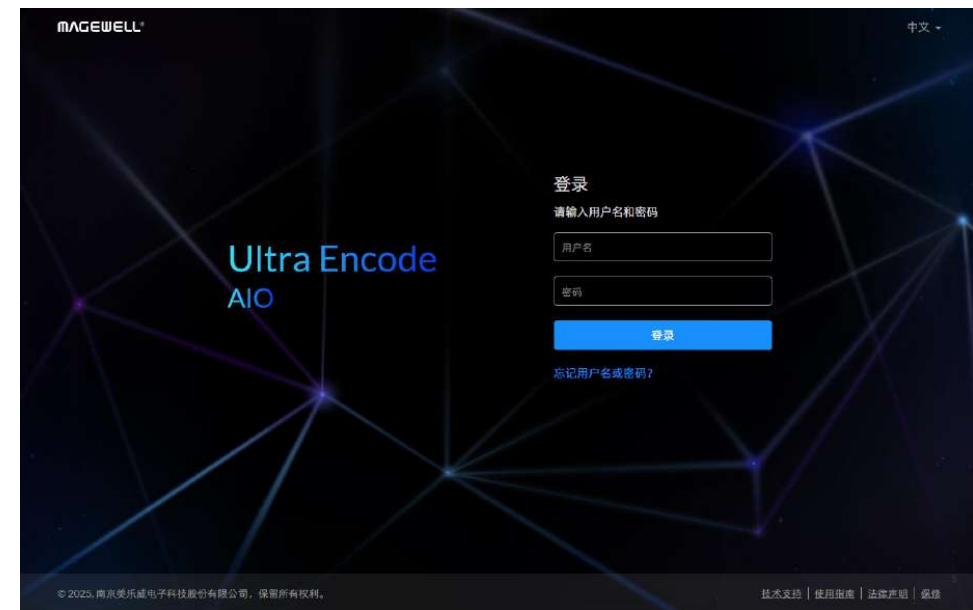 MAGEWELL®
中文
登录
请输入用户名和密码
用户名
Ultra Encode
密码
AIO
登录
忘记用户名或密码?
© 2025. 南京美乐威电子科技股份有限公司，保留所有权利。
技术支持 | 使用指南 | 法律声明 | 保修